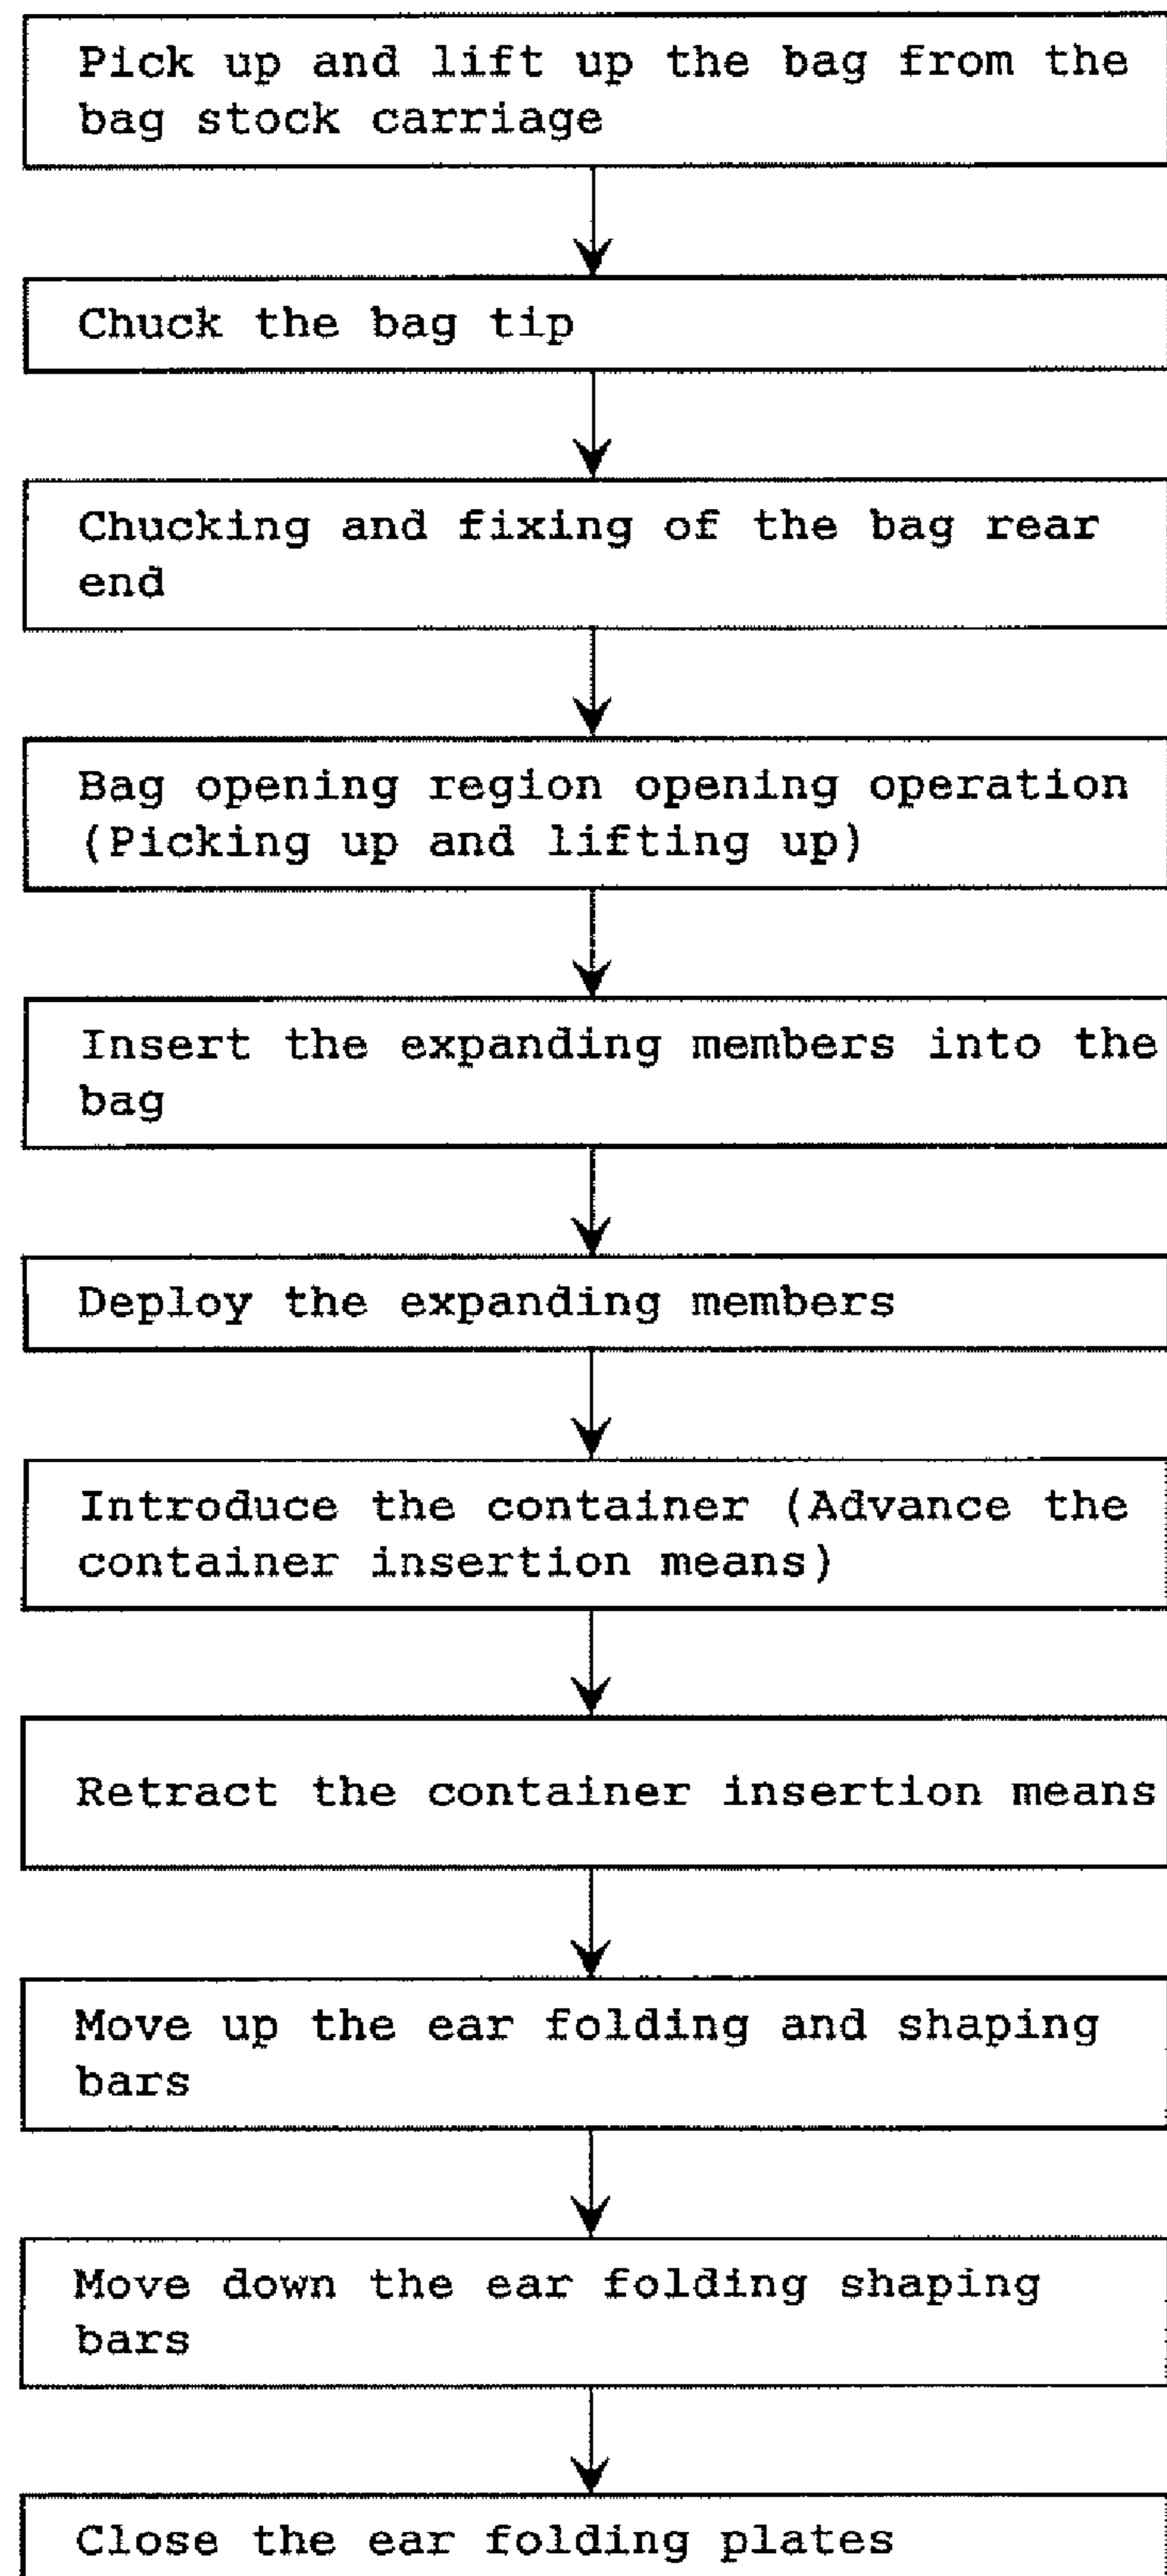 Pick up and lift up the bag from the
bag stock carriage
Chuck the bag tip
Chucking and fixing of the bag rear
end
Bag opening region opening operation
(Picking up and lifting up)
Insert the expanding members into the
bag
Deploy the expanding members
Introduce the container (Advance the
container insertion means)
Retract the container insertion means
Move up the ear folding and shaping
bars
Move down the ear folding shaping
bars
Close the ear folding plates